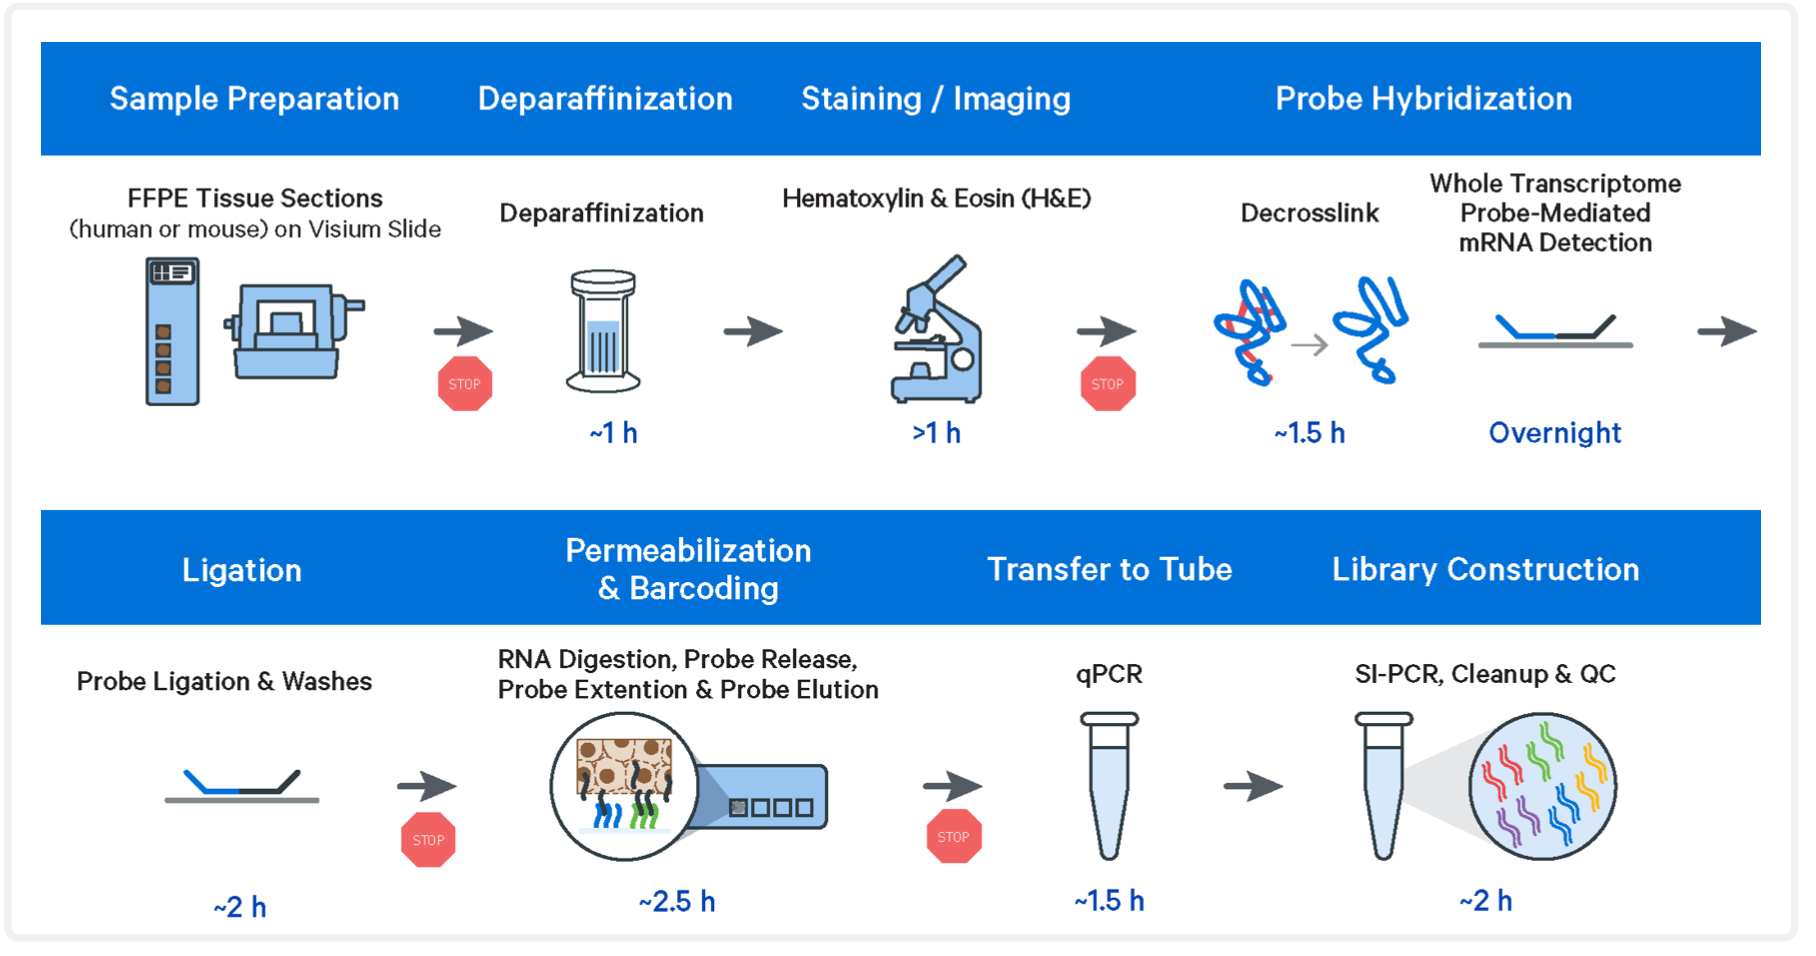 Sample Preparation
Deparaffinization
Staining / Imaging
Probe Hybridization
FFPE Tissue Sections
(human or mouse) on Visium Slide
Deparaffinization
Hematoxylin & Eosin (H&E)
Decrosslink
Whole Transcriptome
Probe-Mediated
mRNA Detection
STOP
STOP
~1 h
>1 h
~1.5 h
Overnight
Ligation
Permeabilization
& Barcoding
Transfer to Tube
Library Construction
Probe Ligation & Washes
RNA Digestion, Probe Release,
Probe Extention & Probe Elution
qPCR
SI-PCR, Cleanup & QC
STOP
STOP
~2 h
~2.5 h
~1.5 h
~2 h